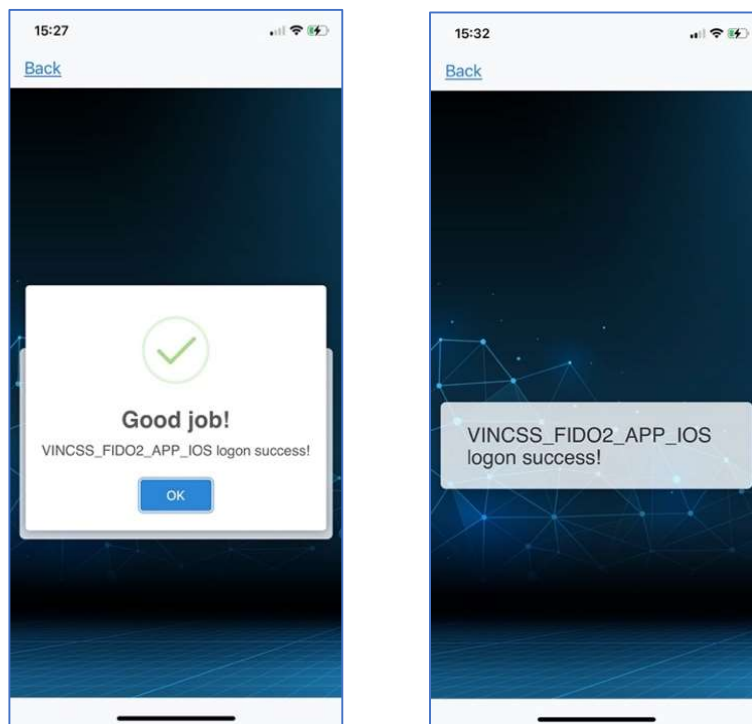 15:27
Back
Good job!
VINCSS_FIDO2_APP_IOS logon success!
OK
15:32
Back
VINCSS_FIDO2_APP_IOS
logon success!